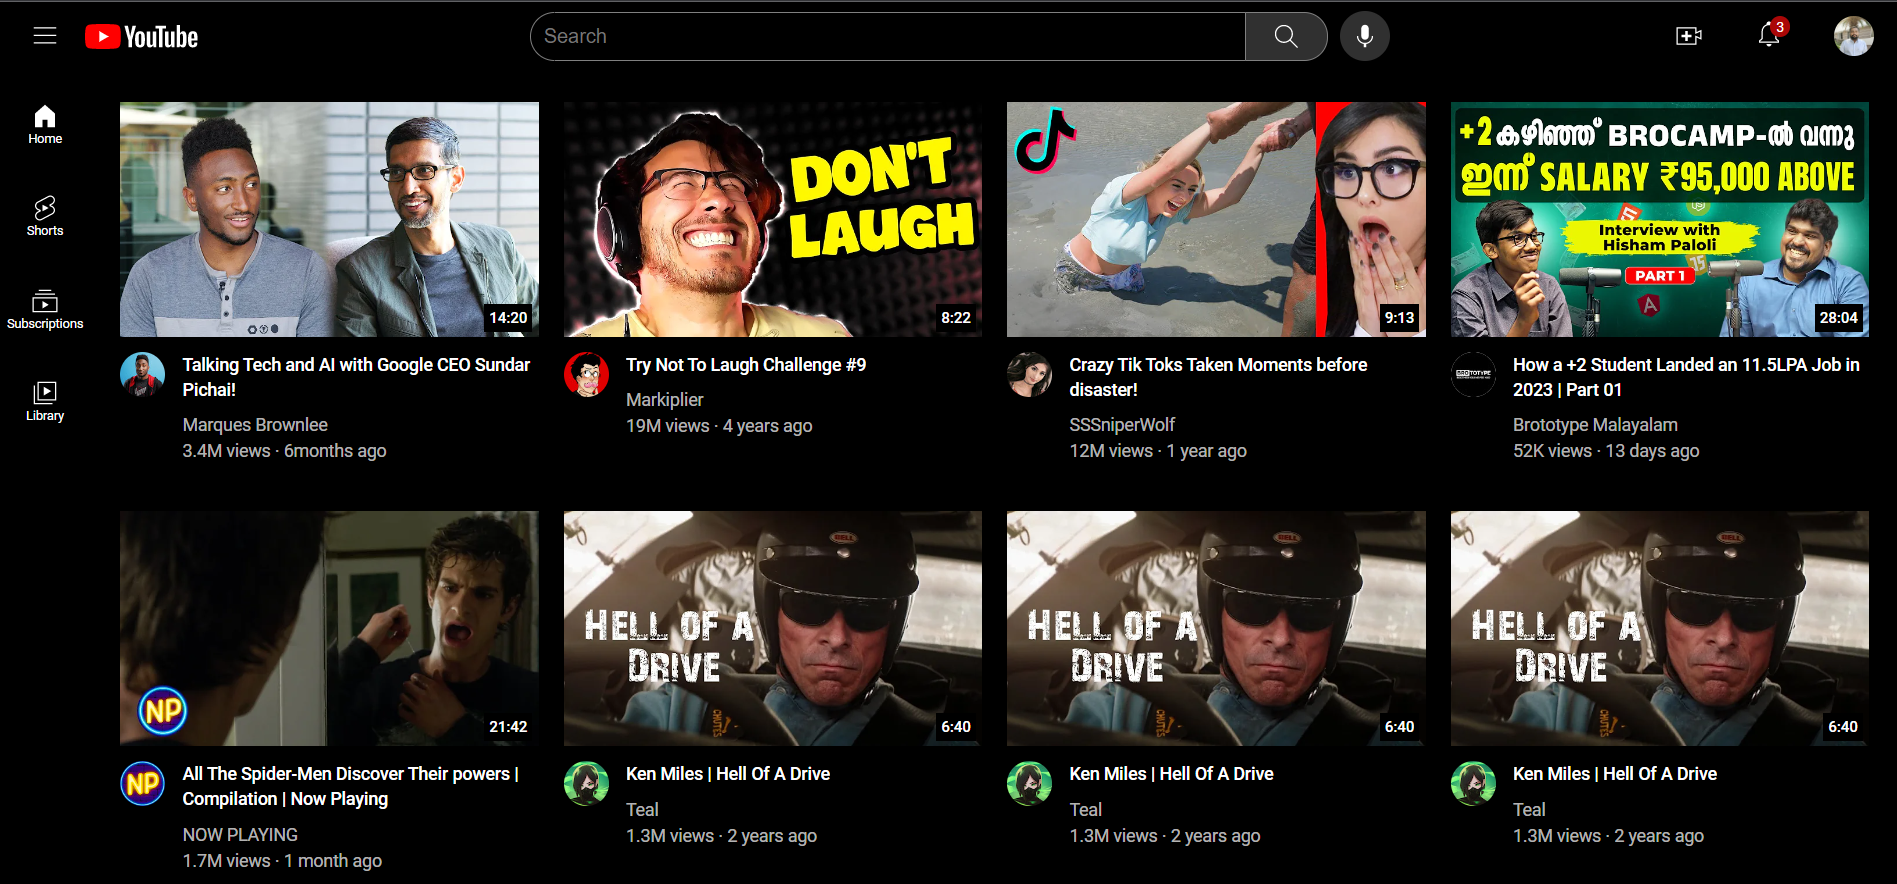 YouTube
Search
3
Home
Shorts
Subscriptions
Library
14:20
Talking Tech and AI with Google CEO Sundar
Pichai!
Marques Brownlee
3.4M views · 6months ago
DON'T
LAUGH
8:22
Try Not To Laugh Challenge #9
Markiplier
19M views · 4 years ago
9:13
Crazy Tik Toks Taken Moments before
disaster!
SSSniperWolf
12M views · 1 year ago
+2 കഴിഞ്ഞ് BROCAMP-ൽ വന്നു
ഇന്ന് SALARY ₹95,000 ABOVE
Interview with
Hisham Paloli
PART 1
28:04
BROTOTYPE
How a +2 Student Landed an 11.5LPA Job in
2023 | Part 01
Brototype Malayalam
52K views · 13 days ago
NP
21:42
NP
All The Spider-Men Discover Their powers |
Compilation | Now Playing
NOW PLAYING
1.7M views · 1 month ago
BELL
HELL OF A
DRIVE
CHUTES
6:40
Ken Miles | Hell Of A Drive
Teal
1.3M views · 2 years ago
BELL
HELL OF A
DRIVE
CHUTES
6:40
Ken Miles | Hell Of A Drive
Teal
1.3M views · 2 years ago
BELL
HELL OF A
DRIVE
CHUTES
6:40
Ken Miles | Hell Of A Drive
Teal
1.3M views · 2 years ago